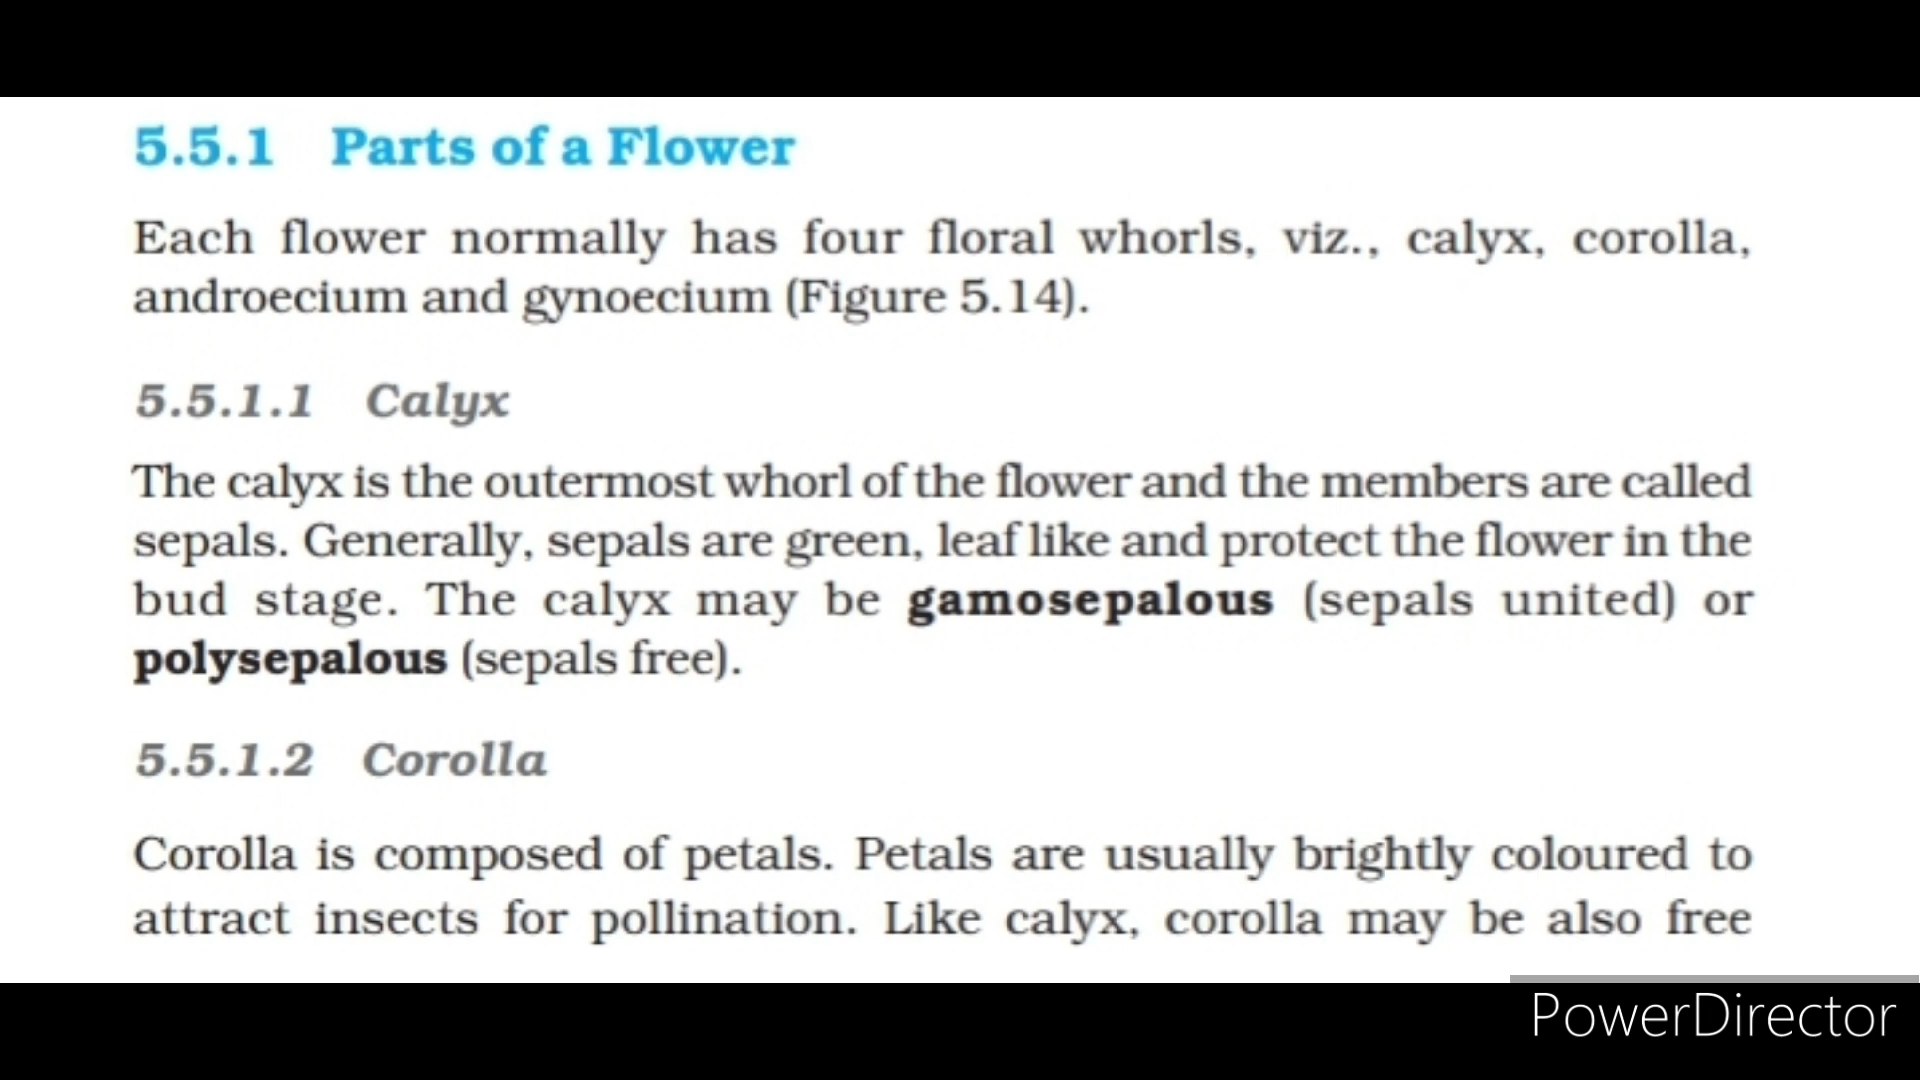 5.5.1 Parts of a Flower
Each flower normally has four floral whorls, viz., calyx, corolla,
androecium and gynoecium (Figure 5.14).
5.5.1.1 Calyx
The calyx is the outermost whorl of the flower and the members are called
sepals. Generally, sepals are green, leaf like and protect the flower in the
bud stage. The calyx may be gamosepalous (sepals united) or
polysepalous (sepals free).
5.5.1.2 Corolla
Corolla is composed of petals. Petals are usually brightly coloured to
attract insects for pollination. Like calyx, corolla may be also free
PowerDirector